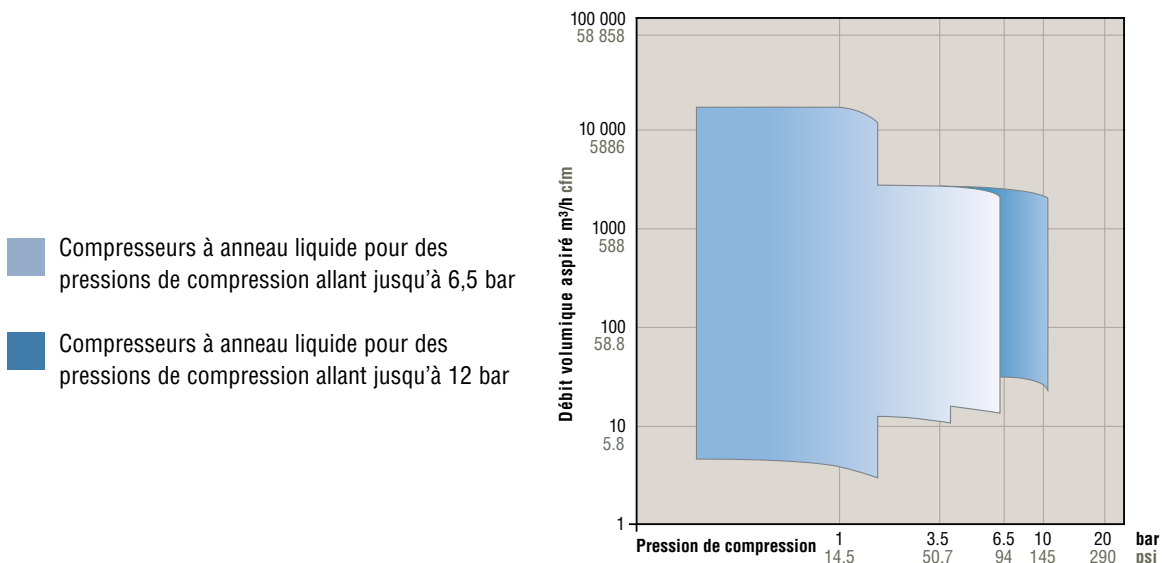 Compresseurs à anneau liquide pour des
pressions de compression allant jusqu'à 6,5 bar
Compresseurs à anneau liquide pour des
pressions de compression allant jusqu'à 12 bar
Débit volumique aspiré m³/h cfm
100 000
58 858
10 000
5886
1000
588
100
58.8
10
5.8
1
Pression de compression
1 3.5 6.5 10 20 bar
14.5 50.7 94 145 290 psi